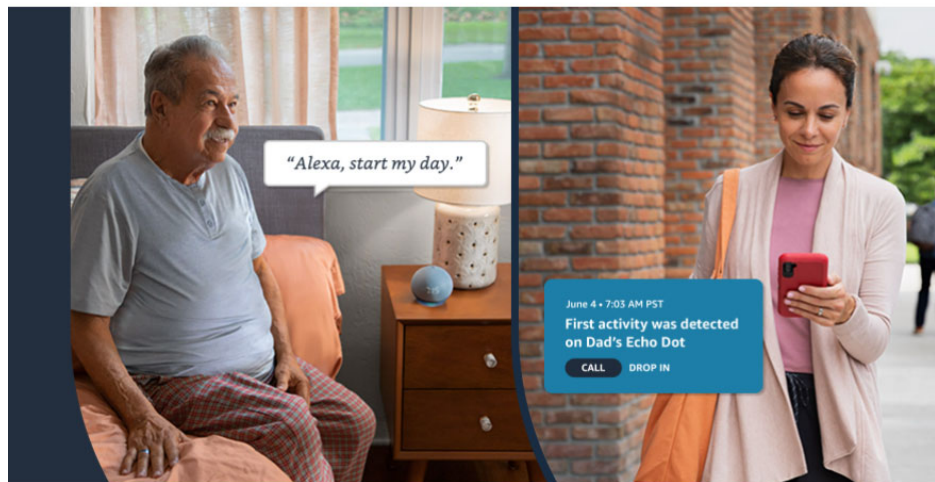 “Alexa, start my day.”
June 4 • 7:03 AM PST
First activity was detected
on Dad’s Echo Dot
CALL DROP IN